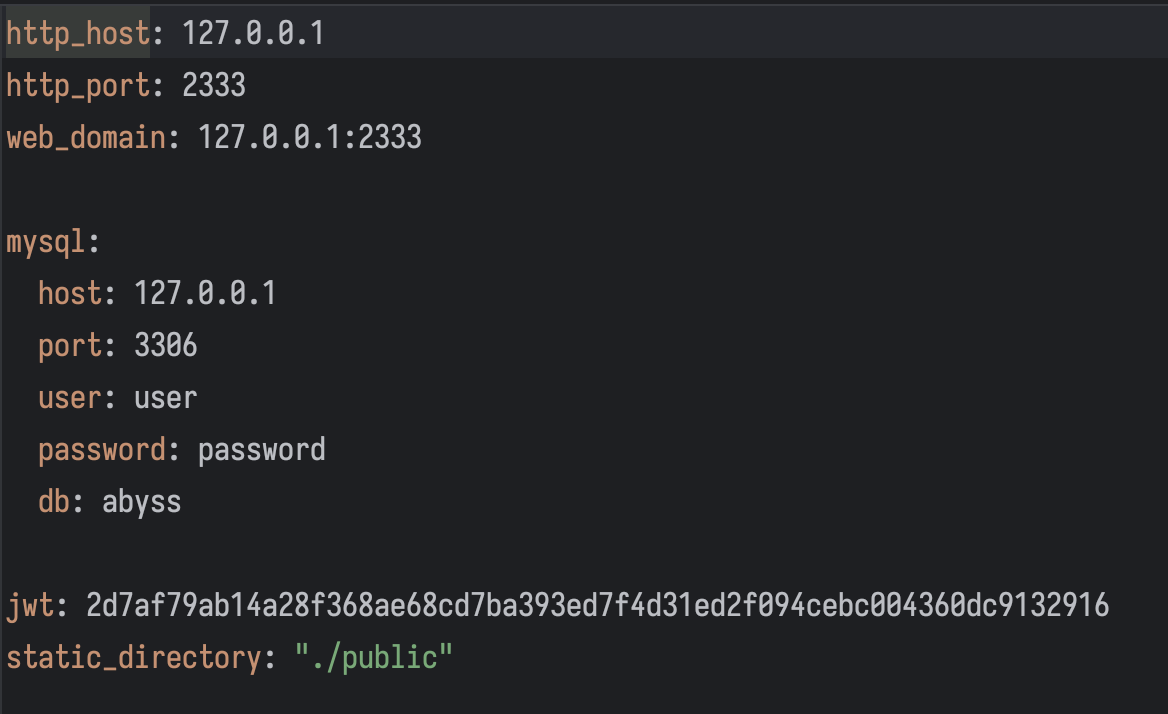 http_host: 127.0.0.1
http_port: 2333
web_domain: 127.0.0.1:2333
mysql:
  host: 127.0.0.1
  port: 3306
  user: user
  password: password
  db: abyss
jwt: 2d7af79ab14a28f368ae68cd7ba393ed7f4d31ed2f094cebc004360dc9132916
static_directory: "./public"